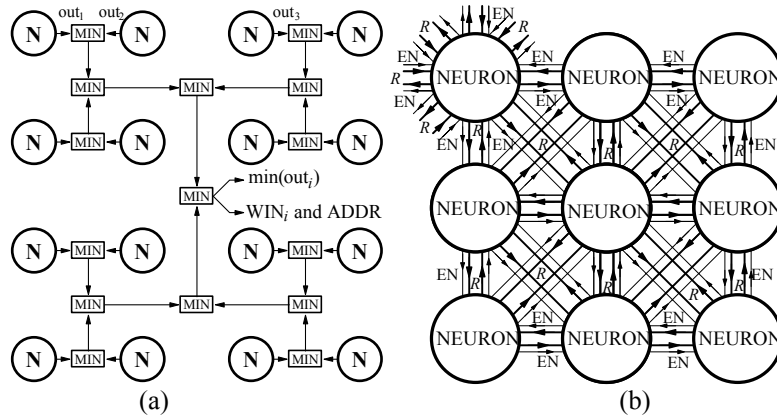 out₁ out₂ out₃
N MIN N N MIN N
MIN MIN MIN
N MIN N N MIN N
MIN min(outᵢ)
WINᵢ and ADDR
N MIN N N MIN N
MIN MIN MIN
N MIN N N MIN N
(a)
R EN R
EN EN EN
R NEURON NEURON NEURON
EN EN EN
R R EN R R R EN
NEURON NEURON NEURON
EN R R R R R EN
EN EN
NEURON NEURON NEURON
EN EN
(b)